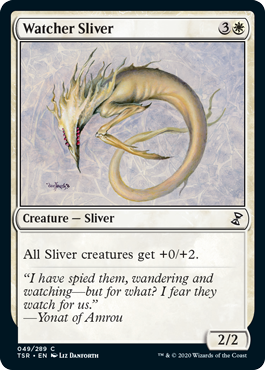 Watcher Sliver 3
Creature — Sliver
All Sliver creatures get +0/+2.
“I have spied them, wandering and
watching—but for what? I fear they
watch for us.”
—Yonat of Amrou
2/2
049/289 C
TSR • EN Liz Danforth
™ & © 2020 Wizards of the Coast